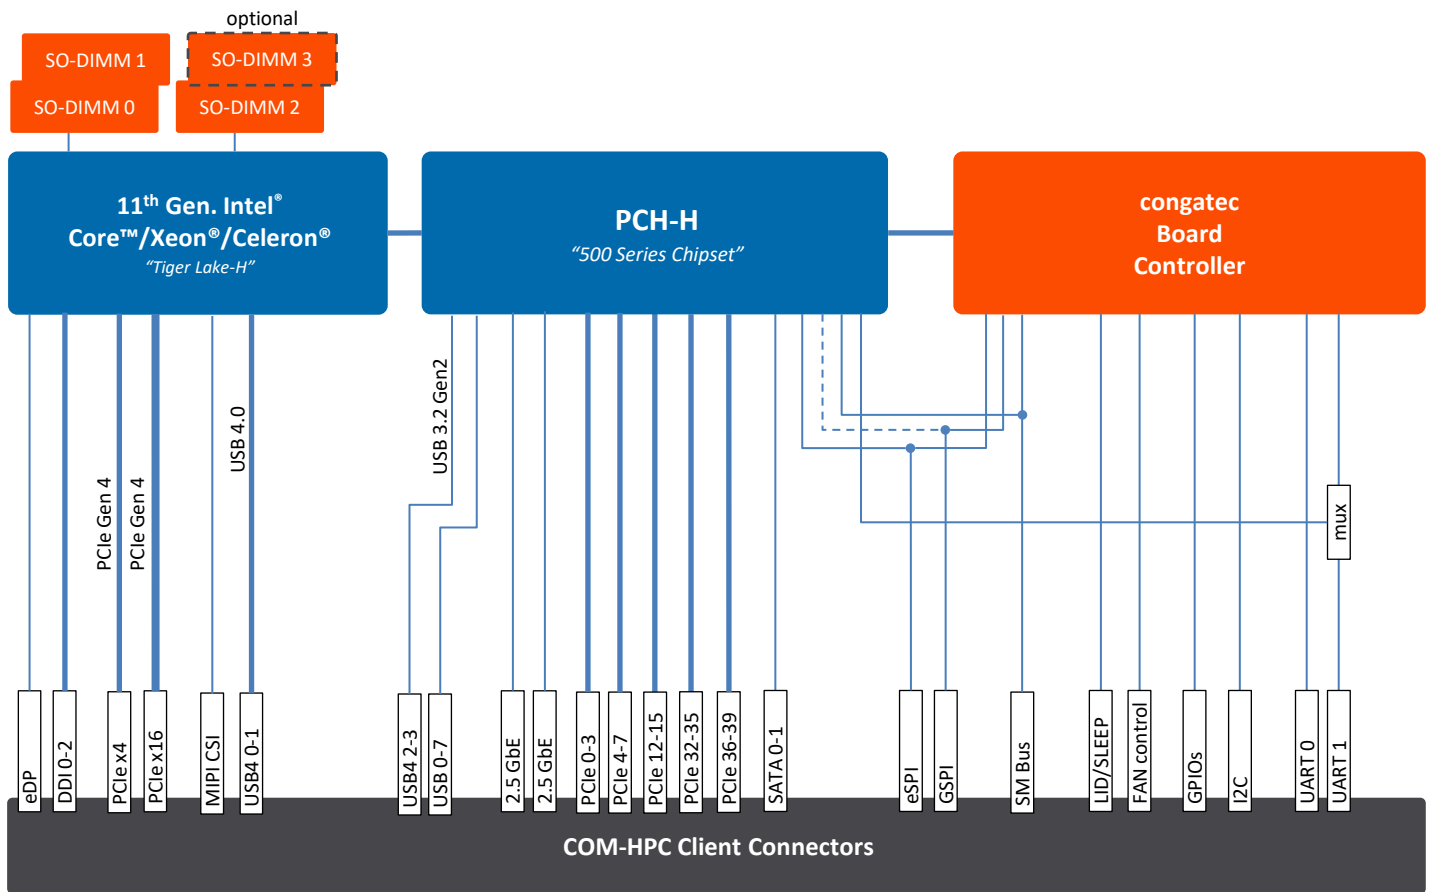 optional
SO-DIMM 1
SO-DIMM 3
SO-DIMM 0
SO-DIMM 2
11th Gen. Intel®
Core™/Xeon®/Celeron®
“Tiger Lake-H”
PCH-H
“500 Series Chipset”
congatec
Board
Controller
PCIe Gen 4
PCIe Gen 4
USB 4.0
USB 3.2 Gen2
mux
eDP
DDI 0-2
PCIe x4
PCIe x16
MIPI CSI
USB4 0-1
USB4 2-3
USB 0-7
2.5 GbE
2.5 GbE
PCIe 0-3
PCIe 4-7
PCIe 12-15
PCIe 32-35
PCIe 36-39
SATA 0-1
eSPI
GSPI
SM Bus
LID/SLEEP
FAN control
GPIOs
I2C
UART 0
UART 1
COM-HPC Client Connectors